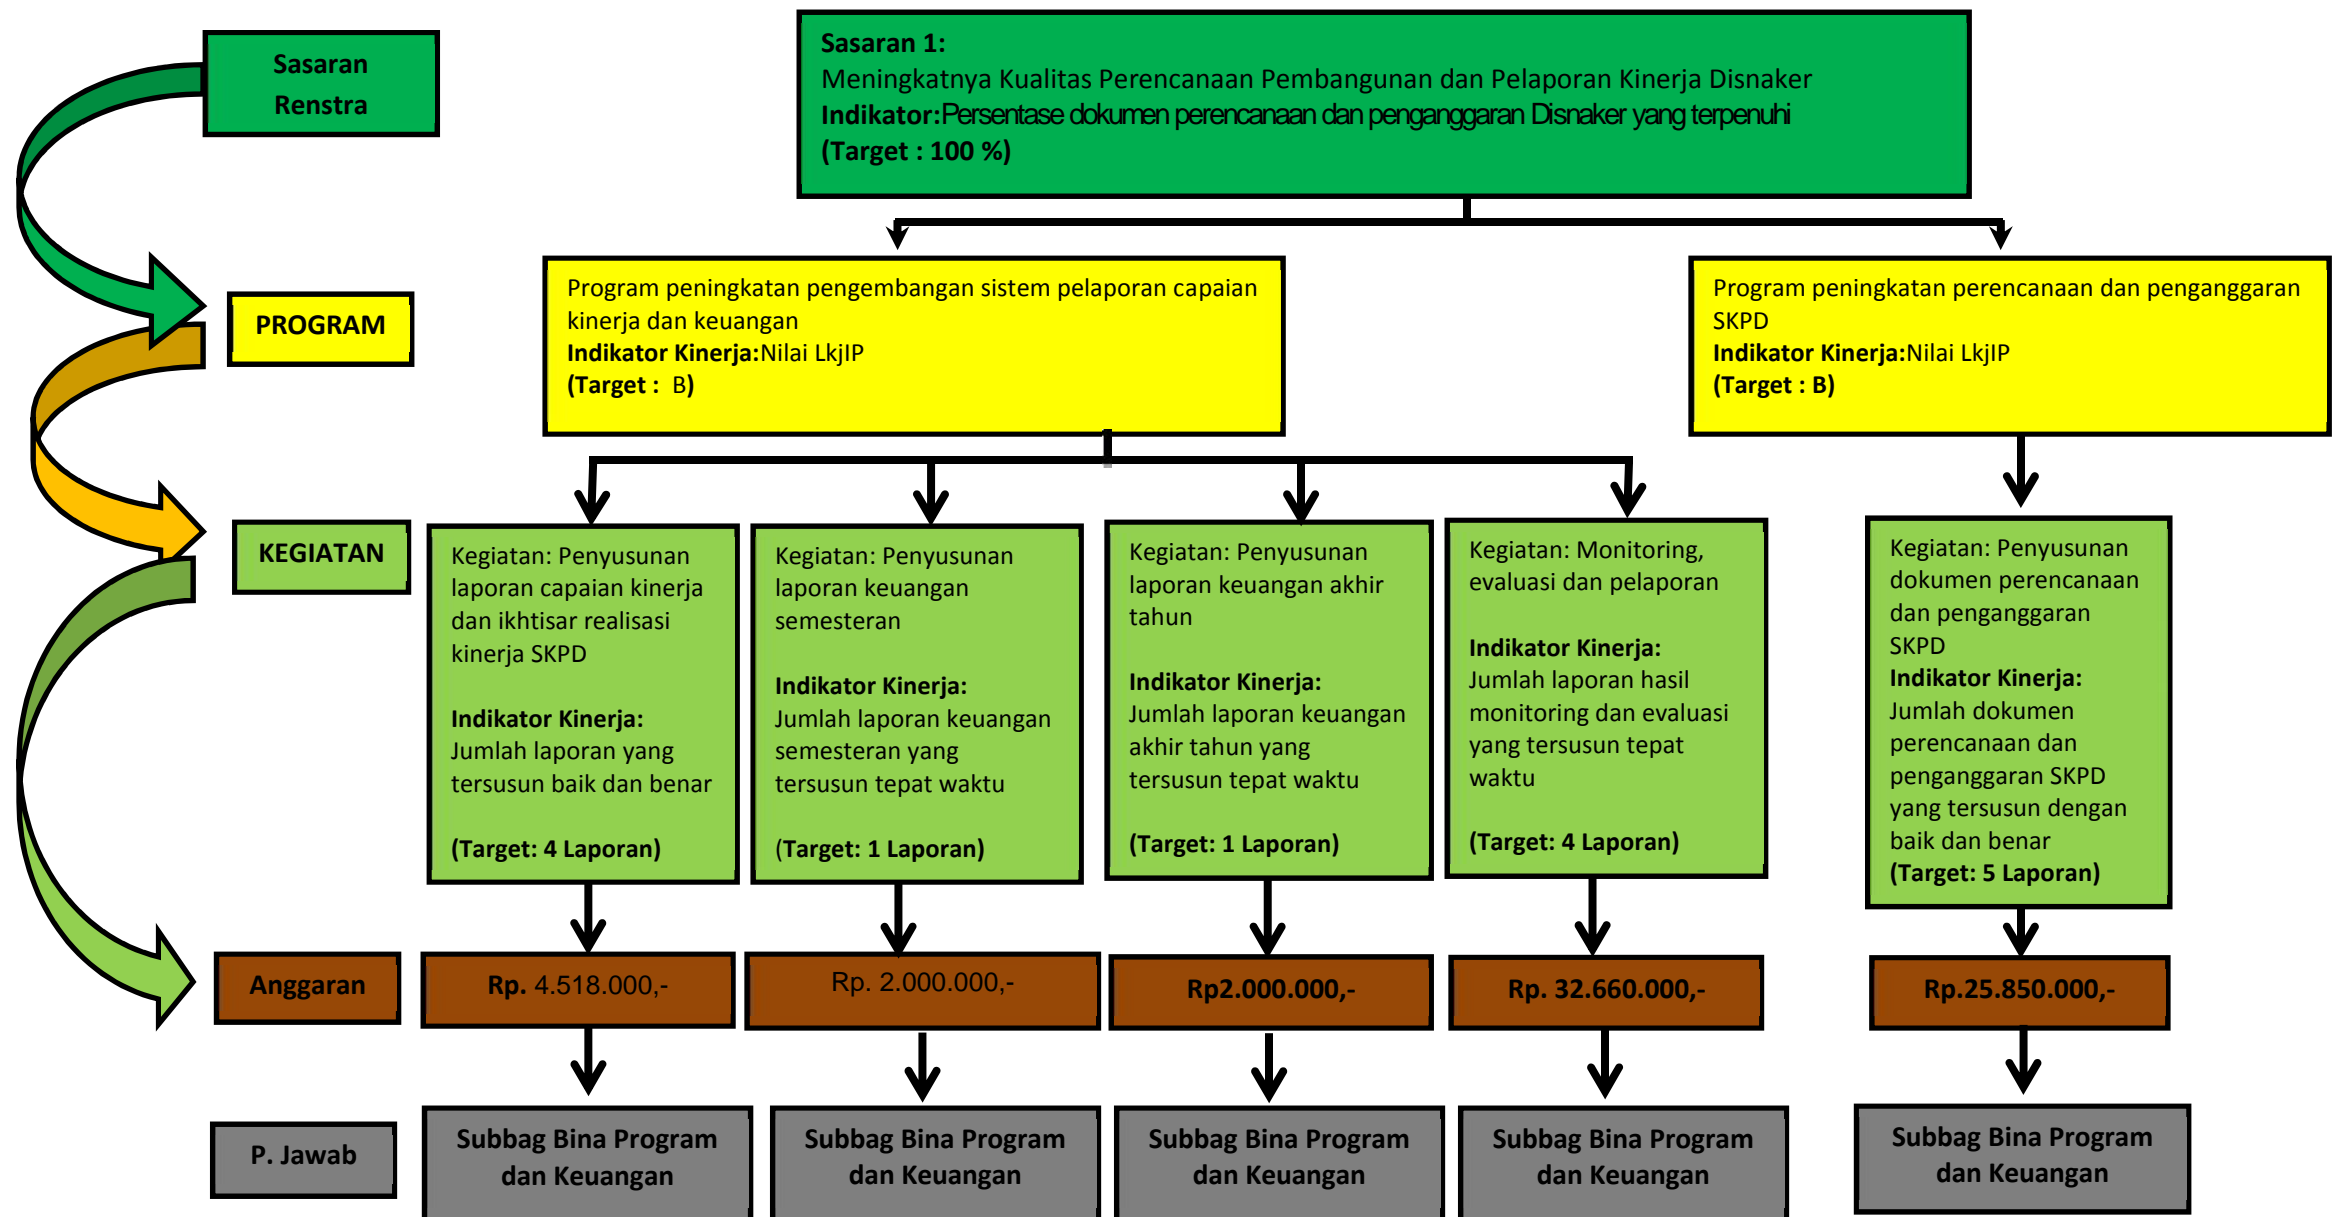 Sasaran
Renstra
Sasaran 1:
Meningkatnya Kualitas Perencanaan Pembangunan dan Pelaporan Kinerja Disnaker
Indikator:Persentase dokumen perencanaan dan penganggaran Disnaker yang terpenuhi
(Target : 100 %)
PROGRAM
Program peningkatan pengembangan sistem pelaporan capaian
kinerja dan keuangan
Indikator Kinerja:Nilai LkjIP
(Target :  B)
Program peningkatan perencanaan dan penganggaran
SKPD
Indikator Kinerja:Nilai LkjIP
(Target : B)
KEGIATAN
Kegiatan: Penyusunan
laporan capaian kinerja
dan ikhtisar realisasi
kinerja SKPD
Indikator Kinerja:
Jumlah laporan yang
tersusun baik dan benar
(Target: 4 Laporan)
Kegiatan: Penyusunan
laporan keuangan
semesteran
Indikator Kinerja:
Jumlah laporan keuangan
semesteran yang
tersusun tepat waktu
(Target: 1 Laporan)
Kegiatan: Penyusunan
laporan keuangan akhir
tahun
Indikator Kinerja:
Jumlah laporan keuangan
akhir tahun yang
tersusun tepat waktu
(Target: 1 Laporan)
Kegiatan: Monitoring,
evaluasi dan pelaporan
Indikator Kinerja:
Jumlah laporan hasil
monitoring dan evaluasi
yang tersusun tepat
waktu
(Target: 4 Laporan)
Kegiatan: Penyusunan
dokumen perencanaan
dan penganggaran
SKPD
Indikator Kinerja:
Jumlah dokumen
perencanaan dan
penganggaran SKPD
yang tersusun dengan
baik dan benar
(Target: 5 Laporan)
Anggaran
Rp. 4.518.000,-
Rp. 2.000.000,-
Rp2.000.000,-
Rp. 32.660.000,-
Rp.25.850.000,-
P. Jawab
Subbag Bina Program
dan Keuangan
Subbag Bina Program
dan Keuangan
Subbag Bina Program
dan Keuangan
Subbag Bina Program
dan Keuangan
Subbag Bina Program
dan Keuangan